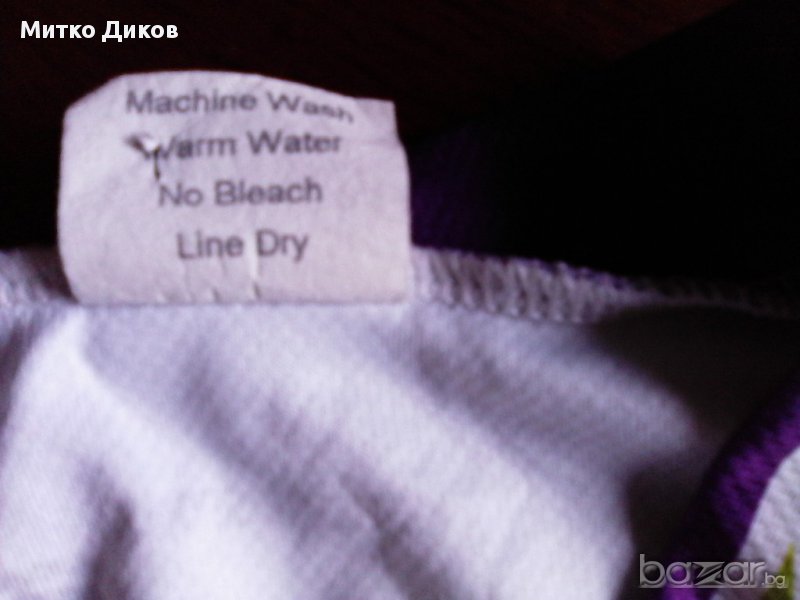 Митко Диков
Machine Wash
Warm Water
No Bleach
Line Dry
bazar.bg